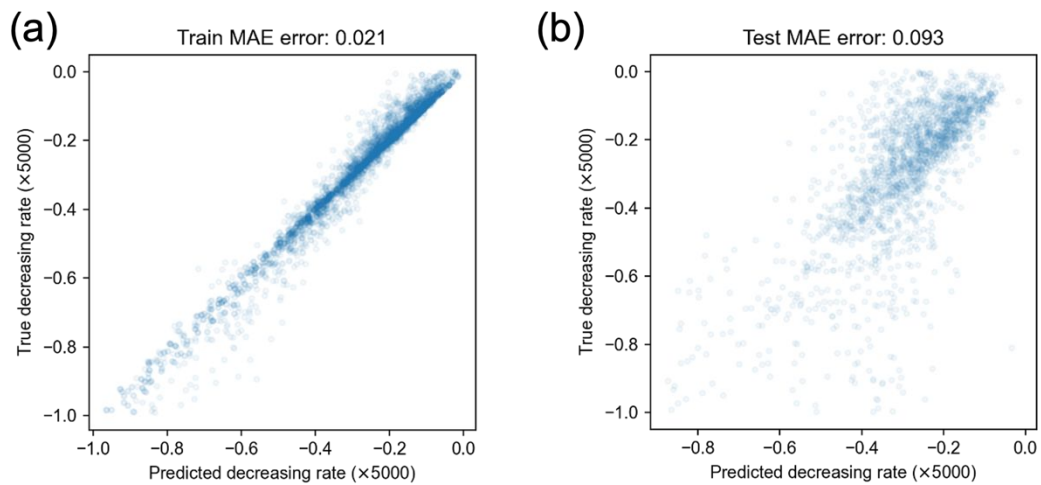 (a)
Train MAE error: 0.021
True decreasing rate (×5000)
0.0
−0.2
−0.4
−0.6
−0.8
−1.0
−1.0 −0.8 −0.6 −0.4 −0.2 0.0
Predicted decreasing rate (×5000)
(b)
Test MAE error: 0.093
True decreasing rate (×5000)
0.0
−0.2
−0.4
−0.6
−0.8
−1.0
−0.8 −0.6 −0.4 −0.2 0.0
Predicted decreasing rate (×5000)